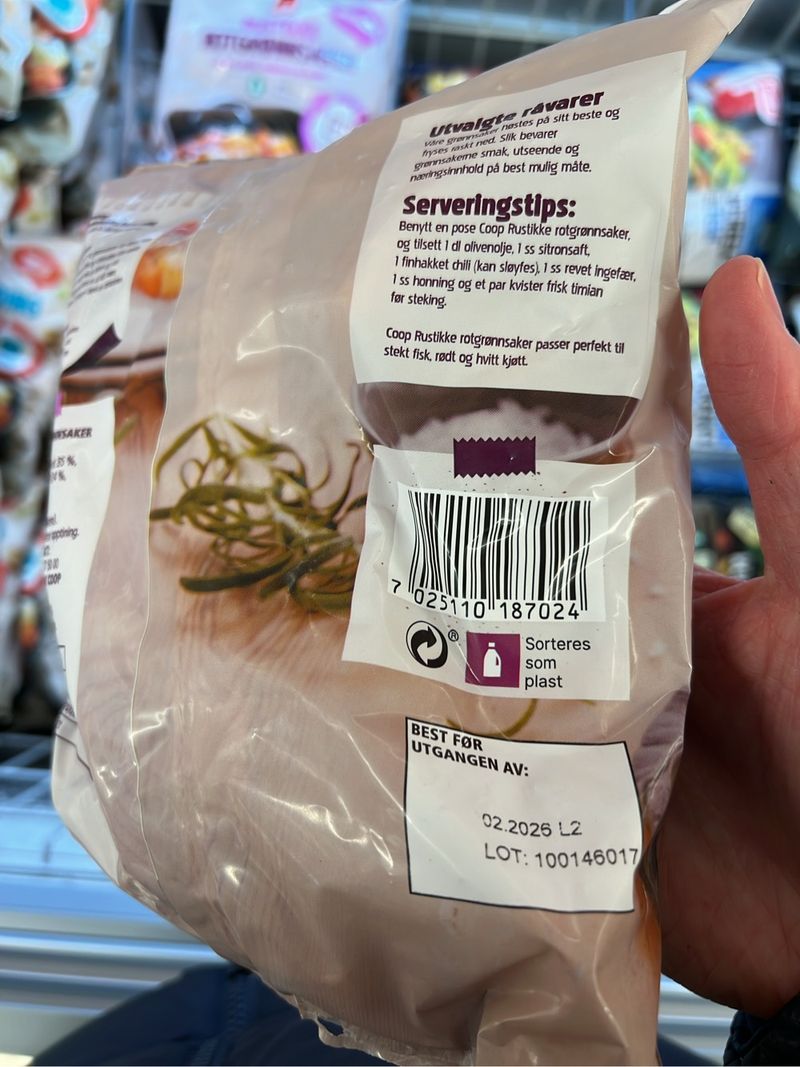 Utvalgte råvarer
Våre grønnsaker høstes på sitt beste og
fryses raskt ned. Slik bevarer
grønnsakene smak, utseende og
næringsinnhold på best mulig måte.
Serveringstips:
Benytt en pose Coop Rustikke rotgrønnsaker,
og tilsett 1 dl olivenolje, 1 ss sitronsaft,
1 finhakket chili (kan sløyfes), 1 ss revet ingefær,
1 ss honning og et par kvister frisk timian
før steking.
Coop Rustikke rotgrønnsaker passer perfekt til
stekt fisk, rødt og hvitt kjøtt.
7 025110 187024
®
Sorteres
som
plast
BEST FØR
UTGANGEN AV:
02.2026 L2
LOT: 100146017
35 %,
COOP